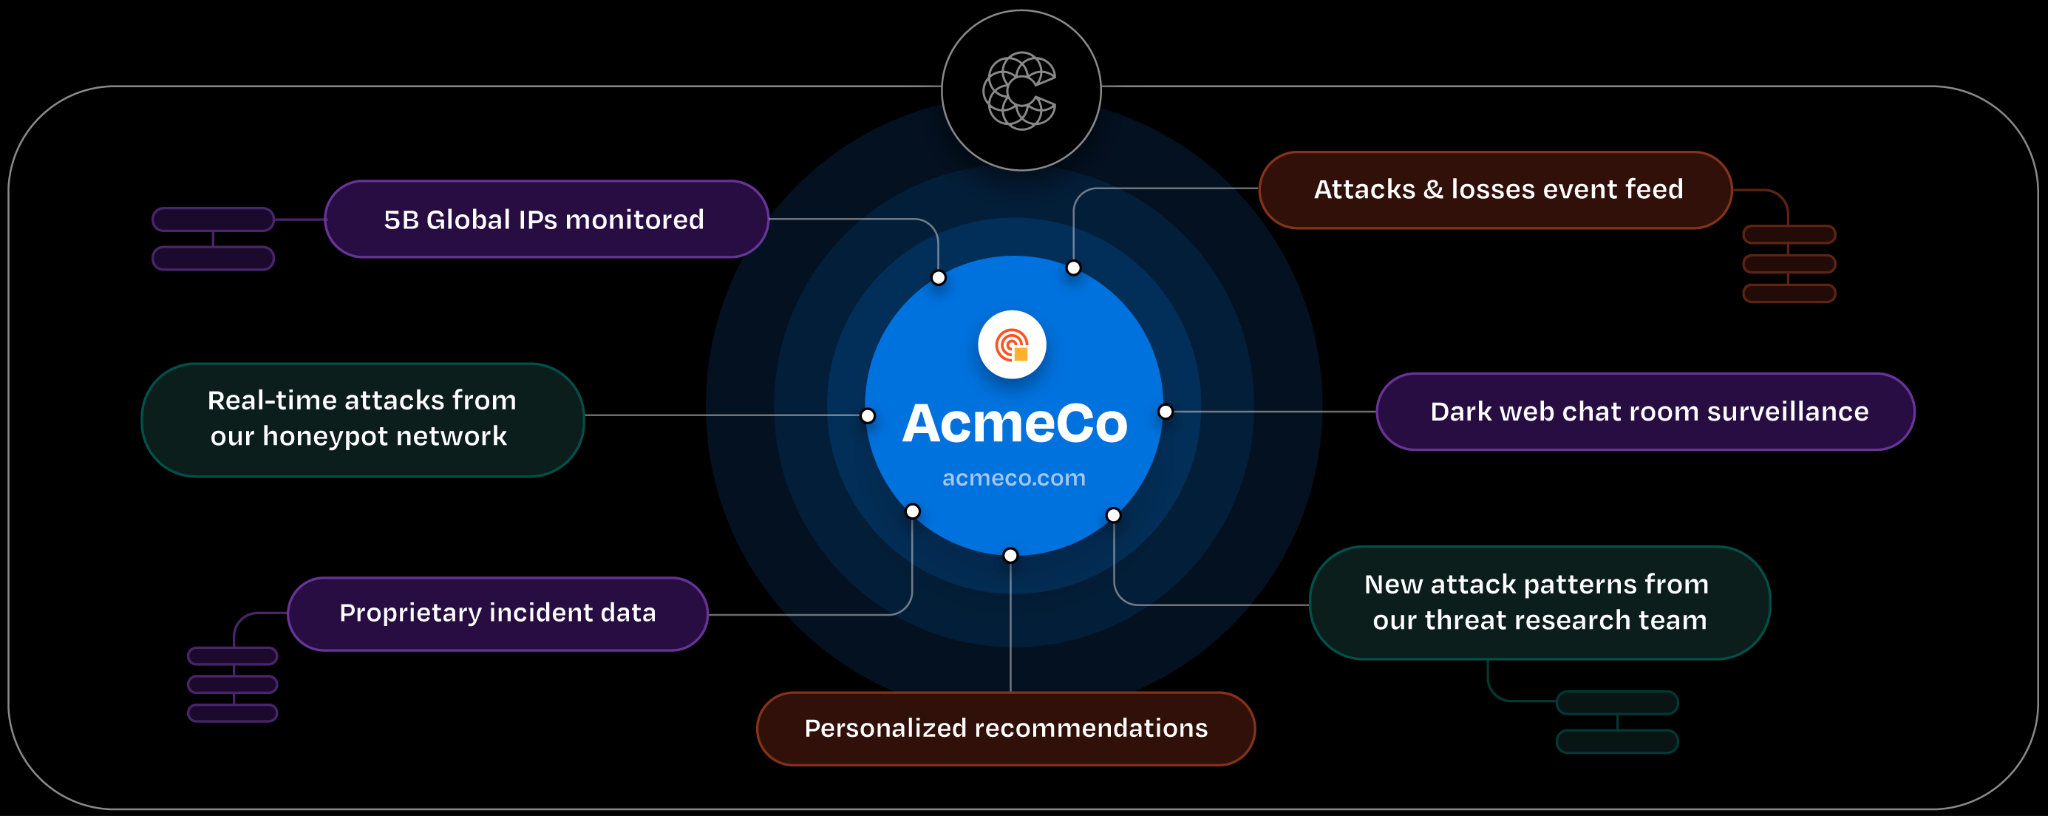 5B Global IPs monitored
Attacks & losses event feed
Real-time attacks from
our honeypot network
AcmeCo
acmeco.com
Dark web chat room surveillance
Proprietary incident data
New attack patterns from
our threat research team
Personalized recommendations